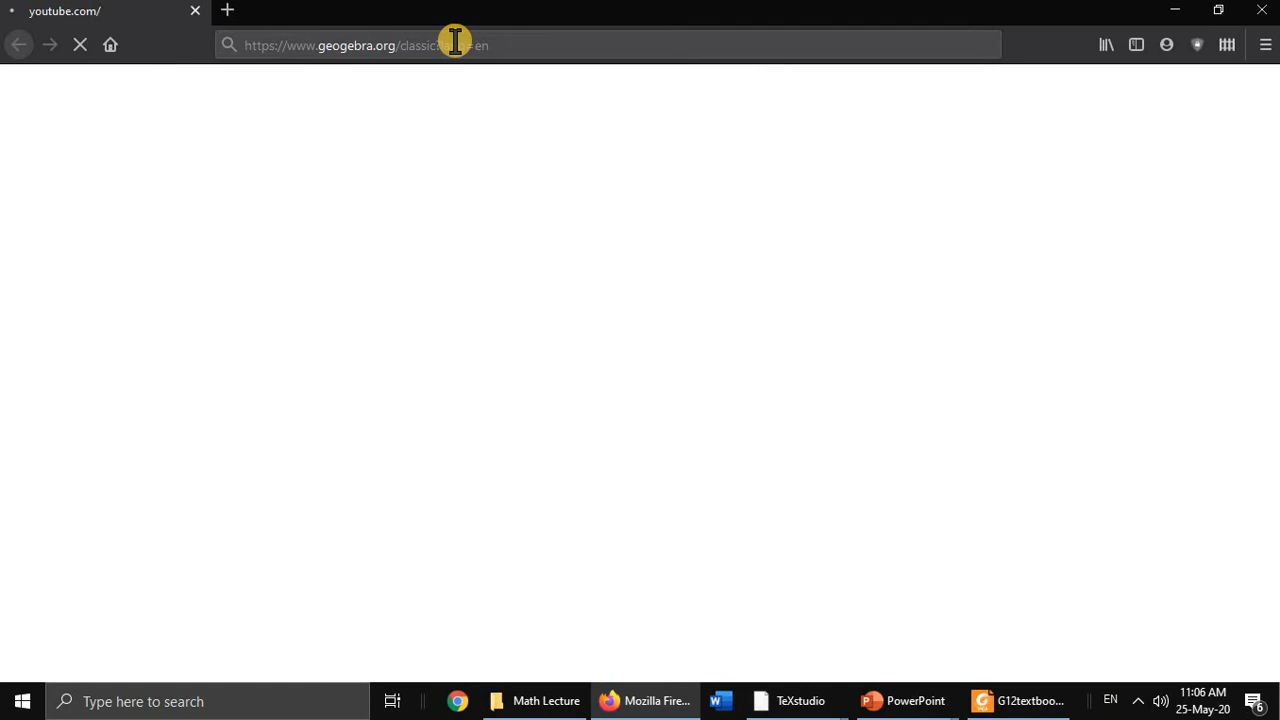 youtube.com/
https://www.geogebra.org/classic =en
Type here to search
Math Lecture
Mozilla Fire...
TeXstudio
PowerPoint
G12textboo...
EN
11:06 AM
25-May-20
6